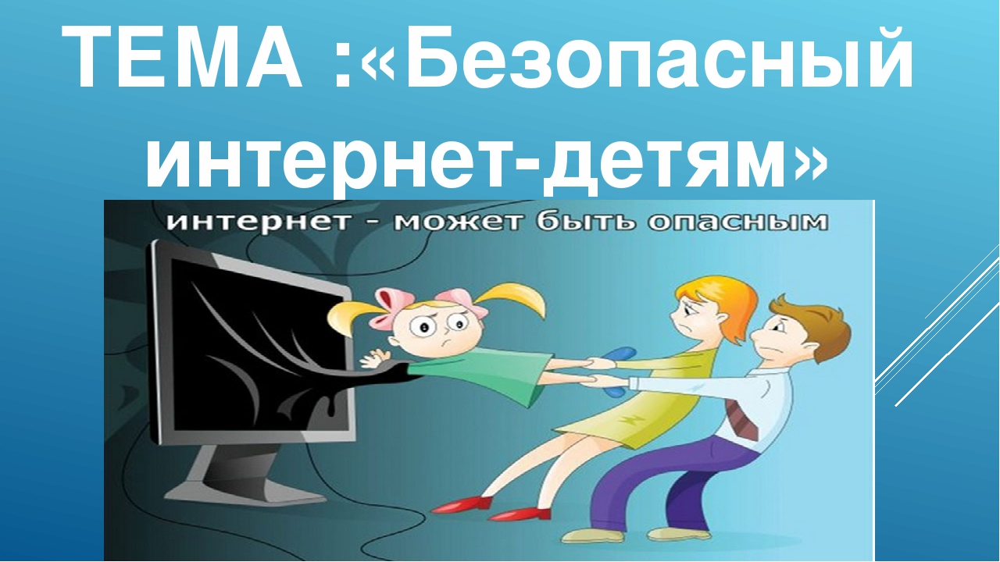 ТЕМА :«Безопасный
интернет-детям»
интернет - может быть опасным